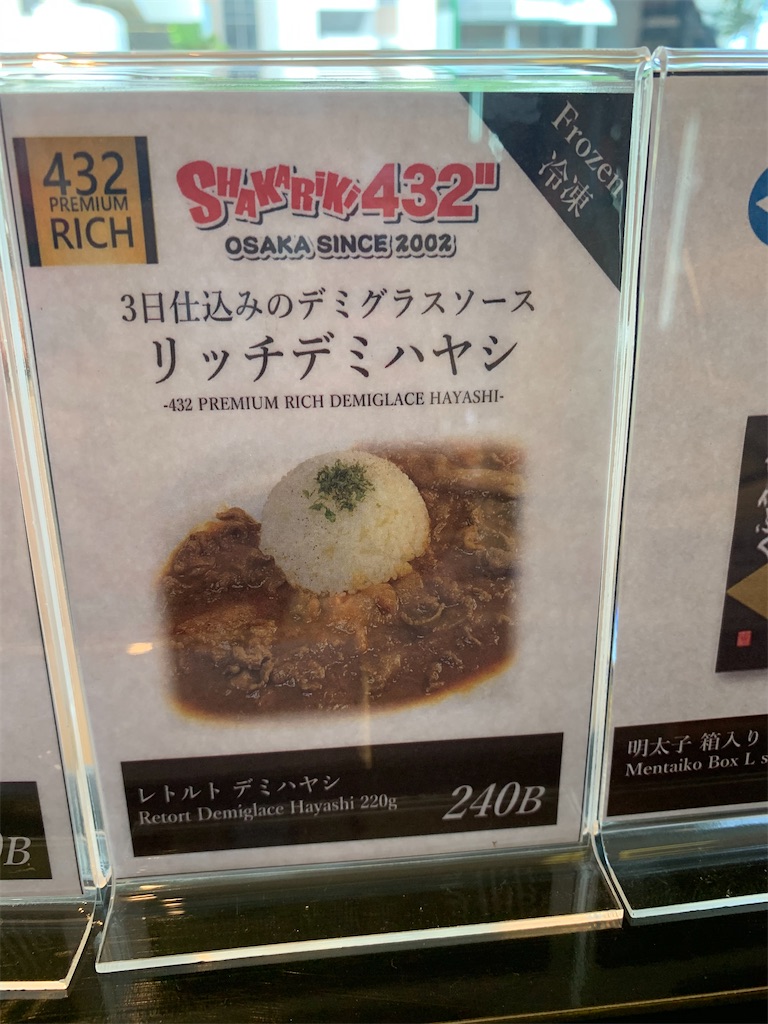 432
PREMIUM
RICH
SHAKARIKI432"
OSAKA SINCE 2002
Frozen
冷凍
3日仕込みのデミグラスソース
リッチデミハヤシ
-432 PREMIUM RICH DEMIGLACE HAYASHI-
レトルト デミハヤシ
Retort Demiglace Hayashi 220g
240B
B
明太子 箱入り
Mentaiko Box L